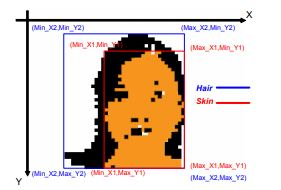 X
(Min_X2,Min_Y2) (Max_X2,Min_Y2)
(Min_X1,Min_Y1) (Max_X1,Min_Y1)
Hair
Skin
(Max_X1,Max_Y1)
(Min_X2,Max_Y2) (Min_X1,Max_Y1) (Max_X2,Max_Y2)
Y